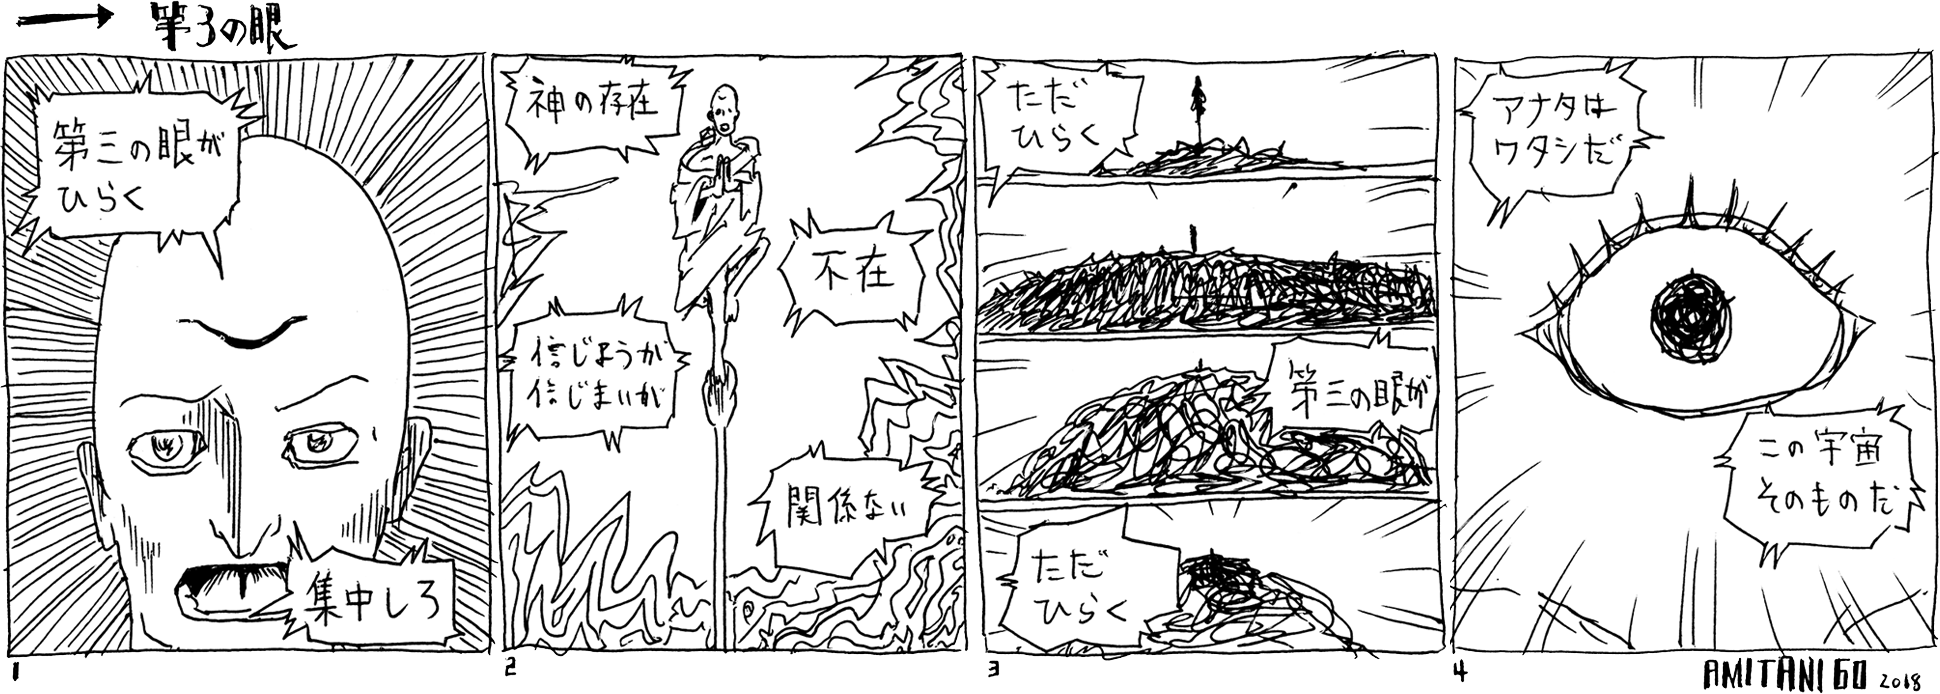 第3の眼
第三の眼が
ひらく
集中しろ
1
神の存在
不在
信じようが
信じまいが
関係ない
2
ただ
ひらく
第三の眼が
ただ
ひらく
3
アナタは
ワタシだ
この宇宙
そのものだ
4
AMITANI GO 2018